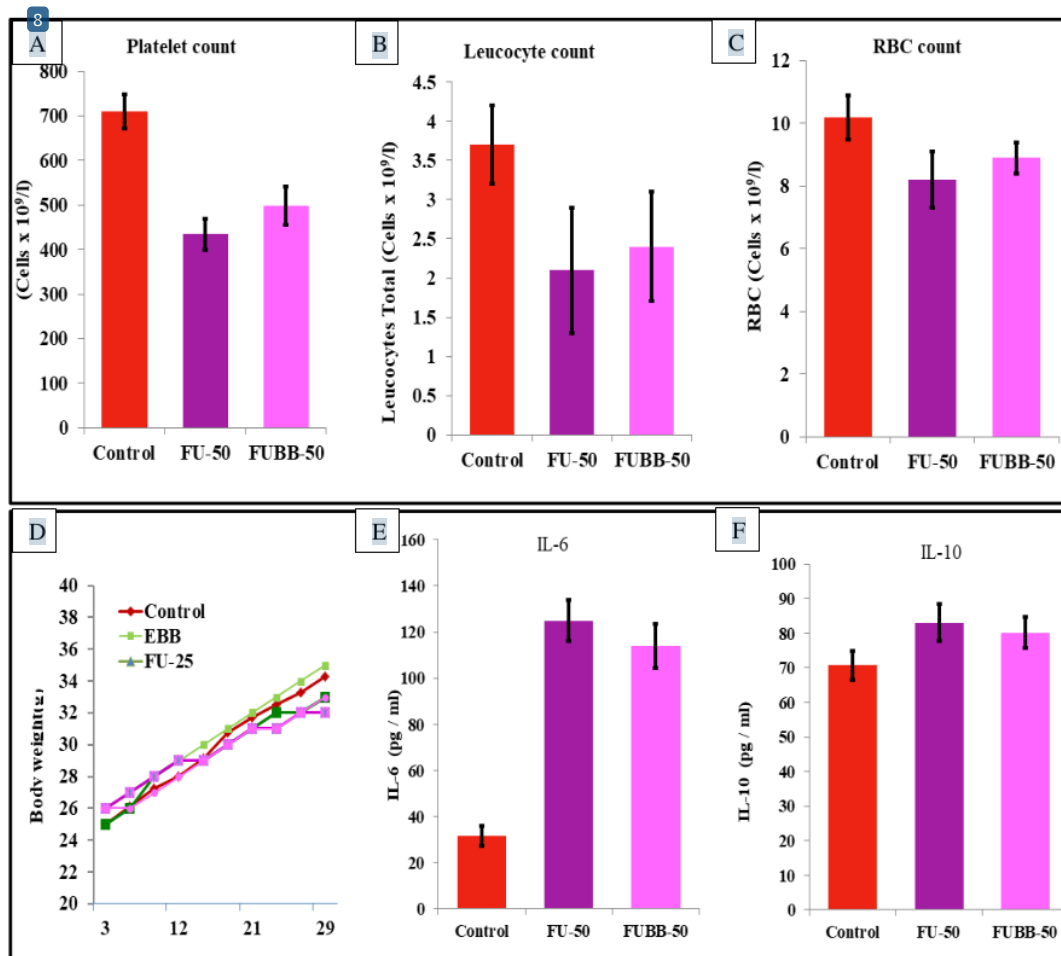 8
A
Platelet count
(Cells x 10⁹/l)
800
700
600
500
400
300
200
100
0
Control FU-50 FUBB-50
B
Leucocyte count
Leucocytes Total (Cells x 10⁹/l)
4.5
4
3.5
3
2.5
2
1.5
1
0.5
0
Control FU-50 FUBB-50
C
RBC count
RBC (Cells x 10⁹/l)
12
10
8
6
4
2
0
Control FU-50 FUBB-50
D
Body weight
40
38
36
34
32
30
28
26
24
22
20
Control
EBB
FU-25
3 12 21 29
E
IL-6
IL-6 (pg / ml)
160
140
120
100
80
60
40
20
0
Control FU-50 FUBB-50
F
IL-10
IL-10 (pg / ml)
100
90
80
70
60
50
40
30
20
10
0
Control FU-50 FUBB-50